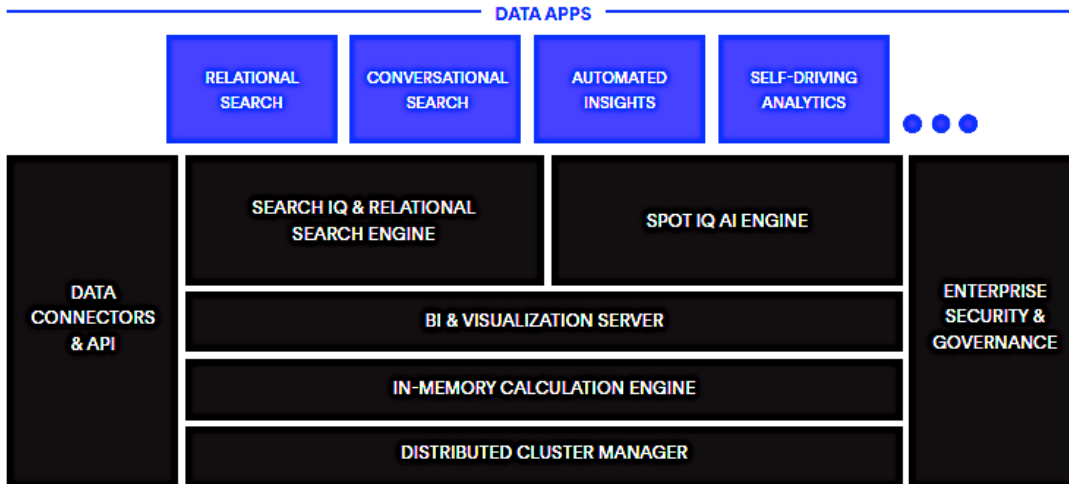 DATA APPS
RELATIONAL
SEARCH
CONVERSATIONAL
SEARCH
AUTOMATED
INSIGHTS
SELF-DRIVING
ANALYTICS
DATA
CONNECTORS
& API
SEARCH IQ & RELATIONAL
SEARCH ENGINE
SPOT IQ AI ENGINE
BI & VISUALIZATION SERVER
IN-MEMORY CALCULATION ENGINE
DISTRIBUTED CLUSTER MANAGER
ENTERPRISE
SECURITY &
GOVERNANCE